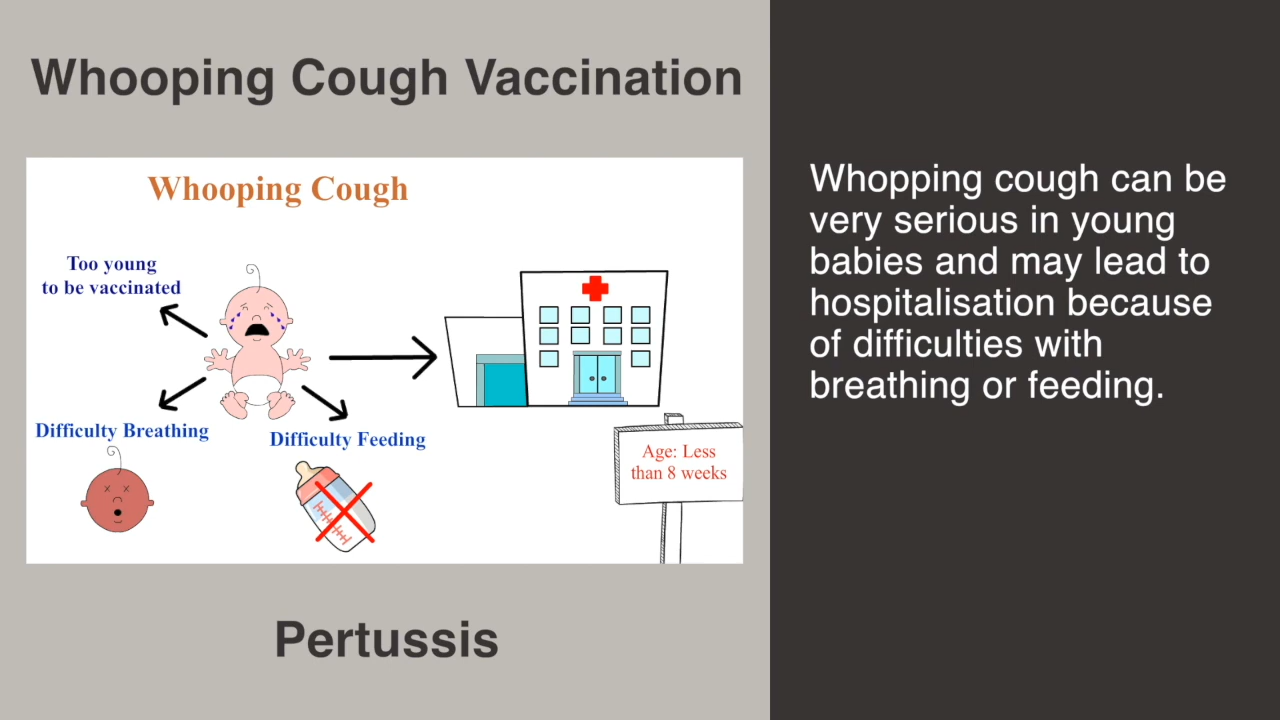 Whooping Cough Vaccination
Whooping Cough
Too young
to be vaccinated
Difficulty Breathing
Difficulty Feeding
Age: Less
than 8 weeks
Pertussis
Whopping cough can be
very serious in young
babies and may lead to
hospitalisation because
of difficulties with
breathing or feeding.